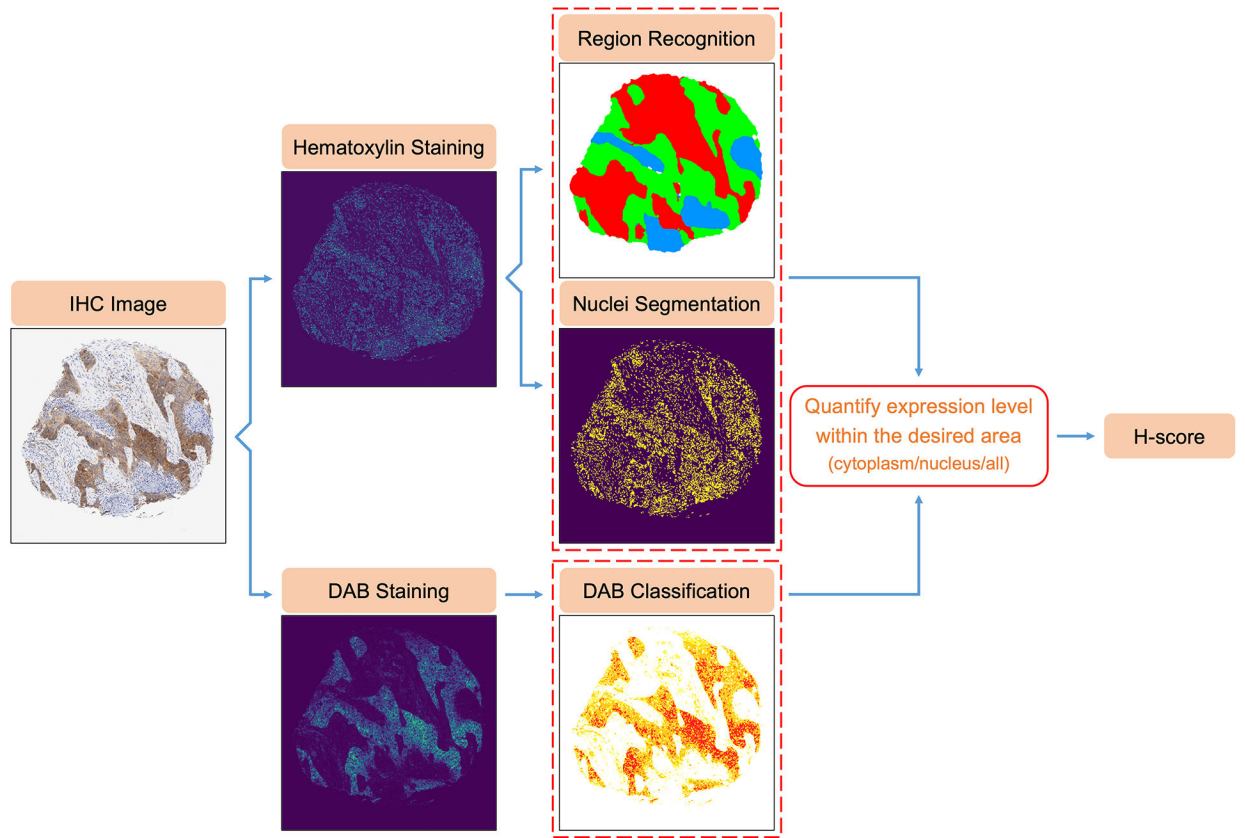 Region Recognition
Hematoxylin Staining
IHC Image
Nuclei Segmentation
Quantify expression level
within the desired area
(cytoplasm/nucleus/all)
H-score
DAB Staining
DAB Classification